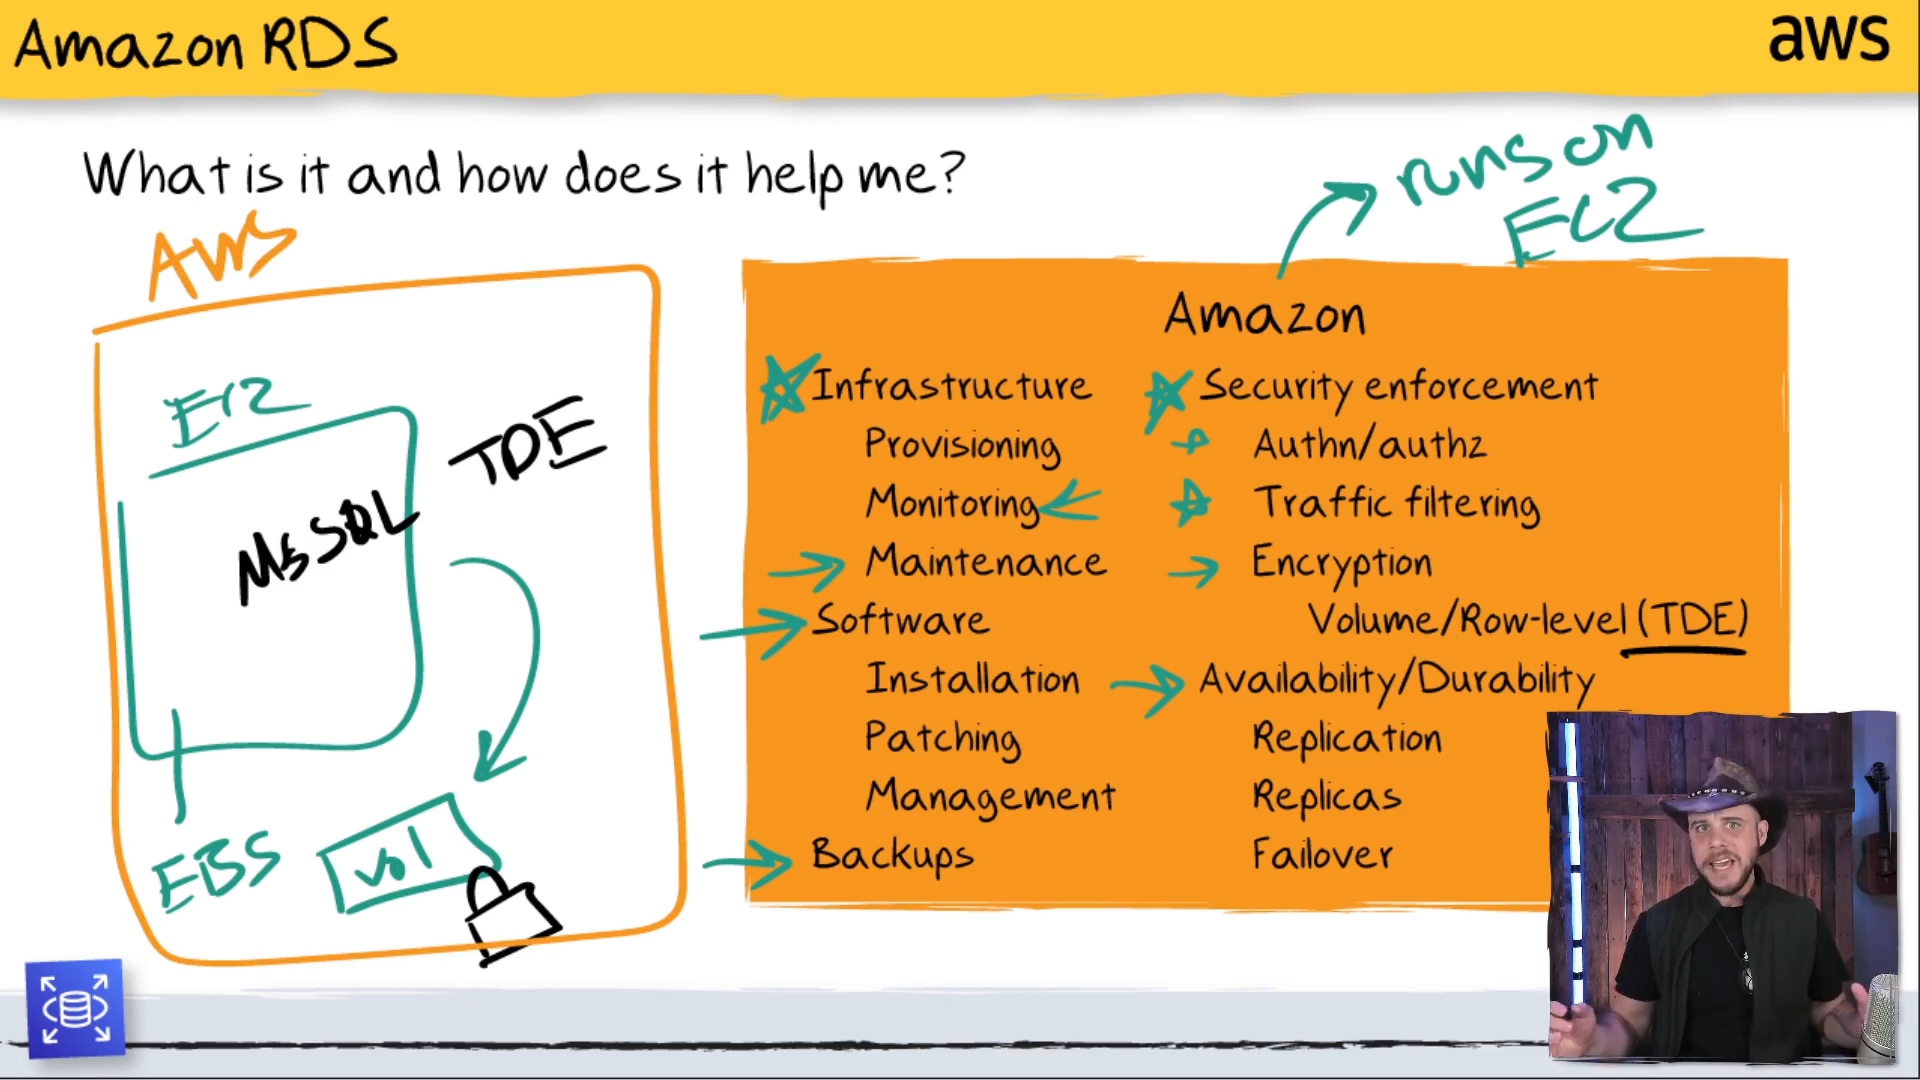 Amazon RDS
aws
What is it and how does it help me?
runs on
EC2
AWS
EC2
MSSQL
TDE
EBS
vol
Amazon
Infrastructure
Provisioning
Monitoring
Maintenance
Software
Installation
Patching
Management
Backups
Security enforcement
Authn/authz
Traffic filtering
Encryption
Volume/Row-level (TDE)
Availability/Durability
Replication
Replicas
Failover